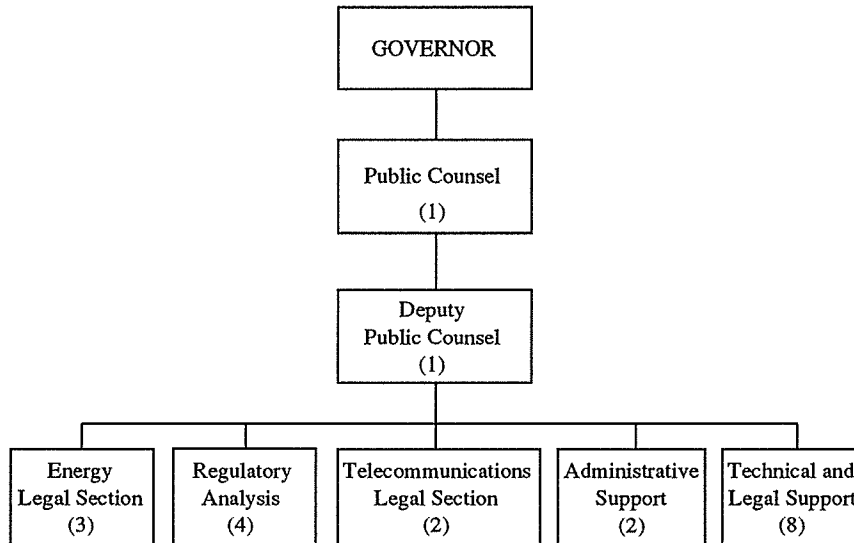 GOVERNOR
Public Counsel
(1)
Deputy
Public Counsel
(1)
Energy
Legal Section
(3)
Regulatory
Analysis
(4)
Telecommunications
Legal Section
(2)
Administrative
Support
(2)
Technical and
Legal Support
(8)